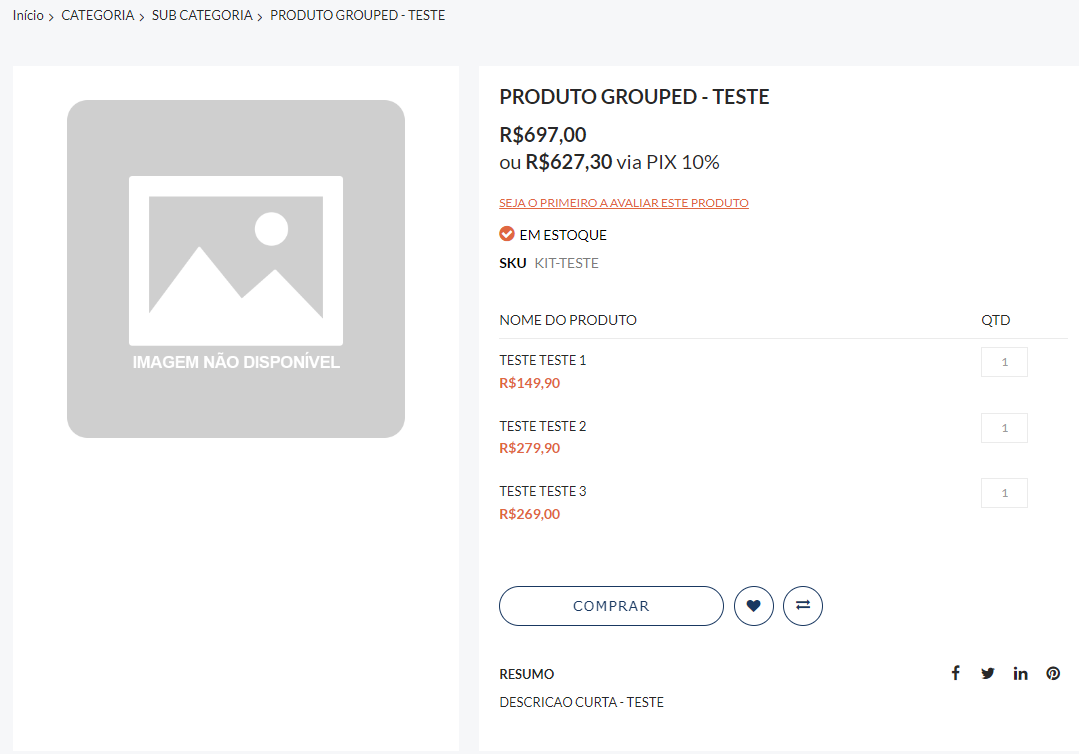 Início > CATEGORIA > SUB CATEGORIA > PRODUTO GROUPED - TESTE
IMAGEM NÃO DISPONÍVEL
PRODUTO GROUPED - TESTE
R$697,00
ou R$627,30 via PIX 10%
SEJA O PRIMEIRO A AVALIAR ESTE PRODUTO
EM ESTOQUE
SKU KIT-TESTE
NOME DO PRODUTO QTD
TESTE TESTE 1 1
R$149,90
TESTE TESTE 2 1
R$279,90
TESTE TESTE 3 1
R$269,00
COMPRAR
RESUMO
DESCRICAO CURTA - TESTE